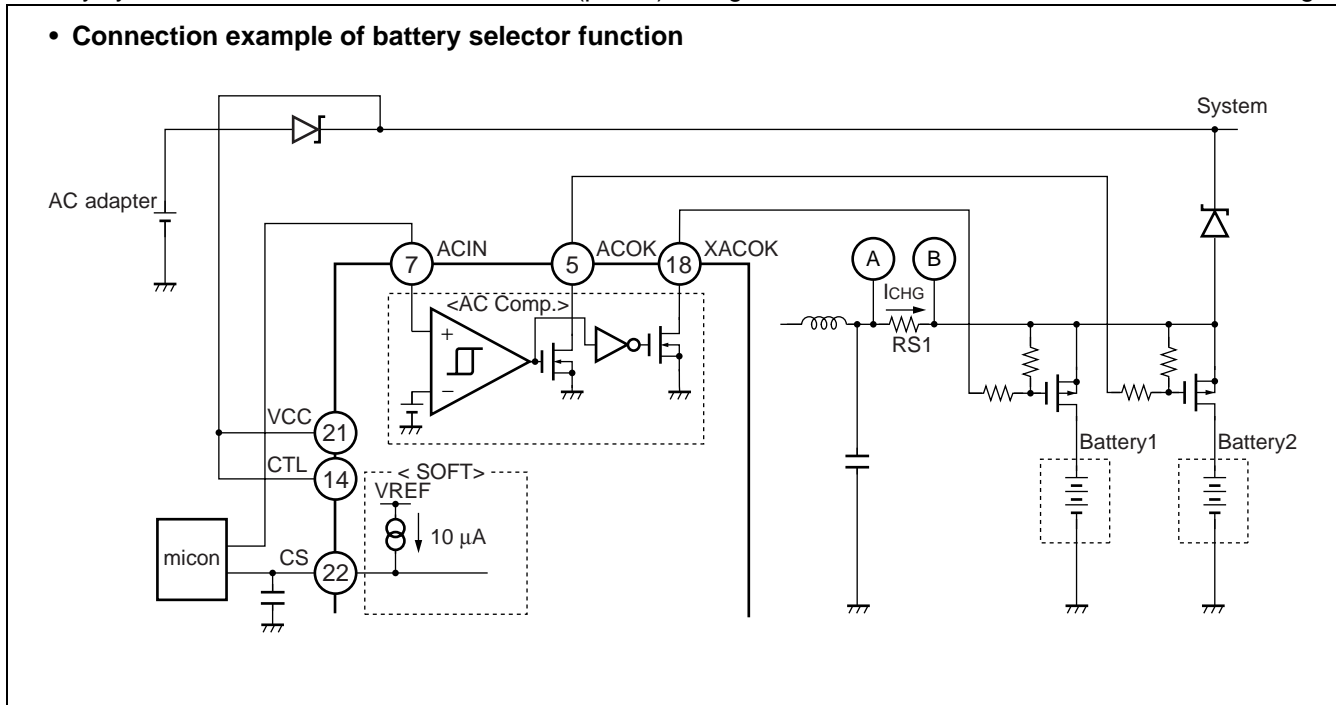 • Connection example of battery selector function
System
AC adapter
7
ACIN
5
ACOK
18
XACOK
A
B
<AC Comp.>
ICHG
+
−
RS1
VCC
21
CTL
14
Battery1
Battery2
< SOFT>
VREF
10 µA
micon
CS
22